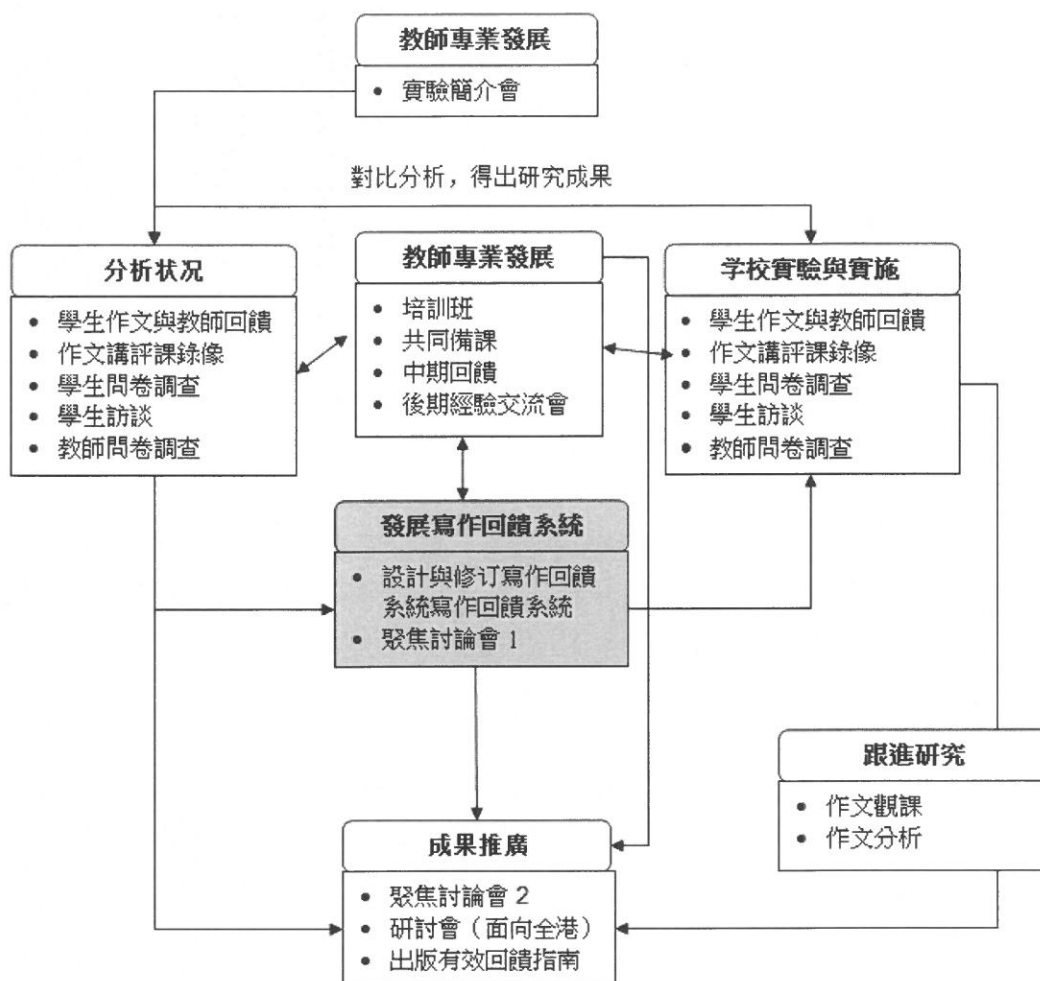 教師專業發展
• 實驗簡介會
對比分析，得出研究成果
分析状况
• 學生作文與教師回饋
• 作文講評課錄像
• 學生問卷調查
• 學生訪談
• 教師問卷調查
教師專業發展
• 培訓班
• 共同備課
• 中期回饋
• 後期經驗交流會
学校實驗與實施
• 學生作文與教師回饋
• 作文講評課錄像
• 學生問卷調查
• 學生訪談
• 教師問卷調查
發展寫作回饋系統
• 設計與修订寫作回饋
系統寫作回饋系統
• 聚焦討論會 1
跟進研究
• 作文觀課
• 作文分析
成果推廣
• 聚焦討論會 2
• 研討會（面向全港）
• 出版有效回饋指南